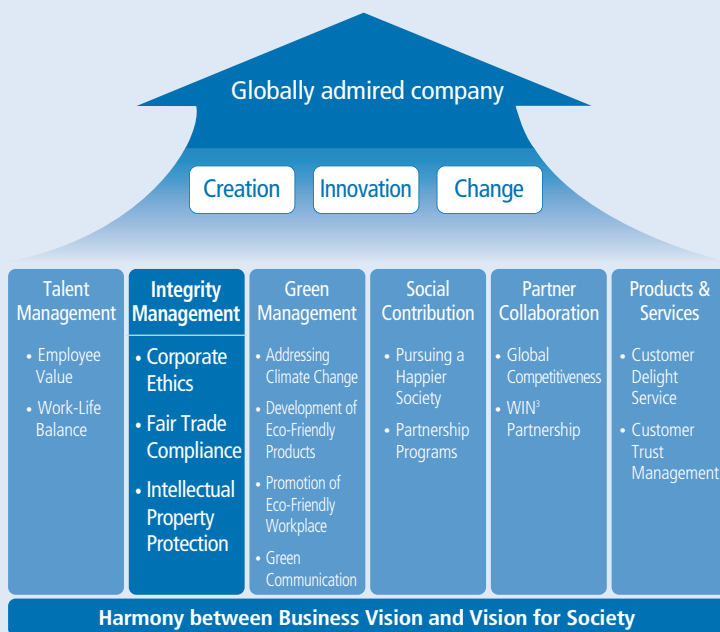 Globally admired company
Creation
Innovation
Change
Talent
Management
• Employee
Value
• Work-Life
Balance
Integrity
Management
• Corporate
Ethics
• Fair Trade
Compliance
• Intellectual
Property
Protection
Green
Management
• Addressing
Climate Change
• Development of
Eco-Friendly
Products
• Promotion of
Eco-Friendly
Workplace
• Green
Communication
Social
Contribution
• Pursuing a
Happier
Society
• Partnership
Programs
Partner
Collaboration
• Global
Competitiveness
• WIN³
Partnership
Products &
Services
• Customer
Delight
Service
• Customer
Trust
Management
Harmony between Business Vision and Vision for Society